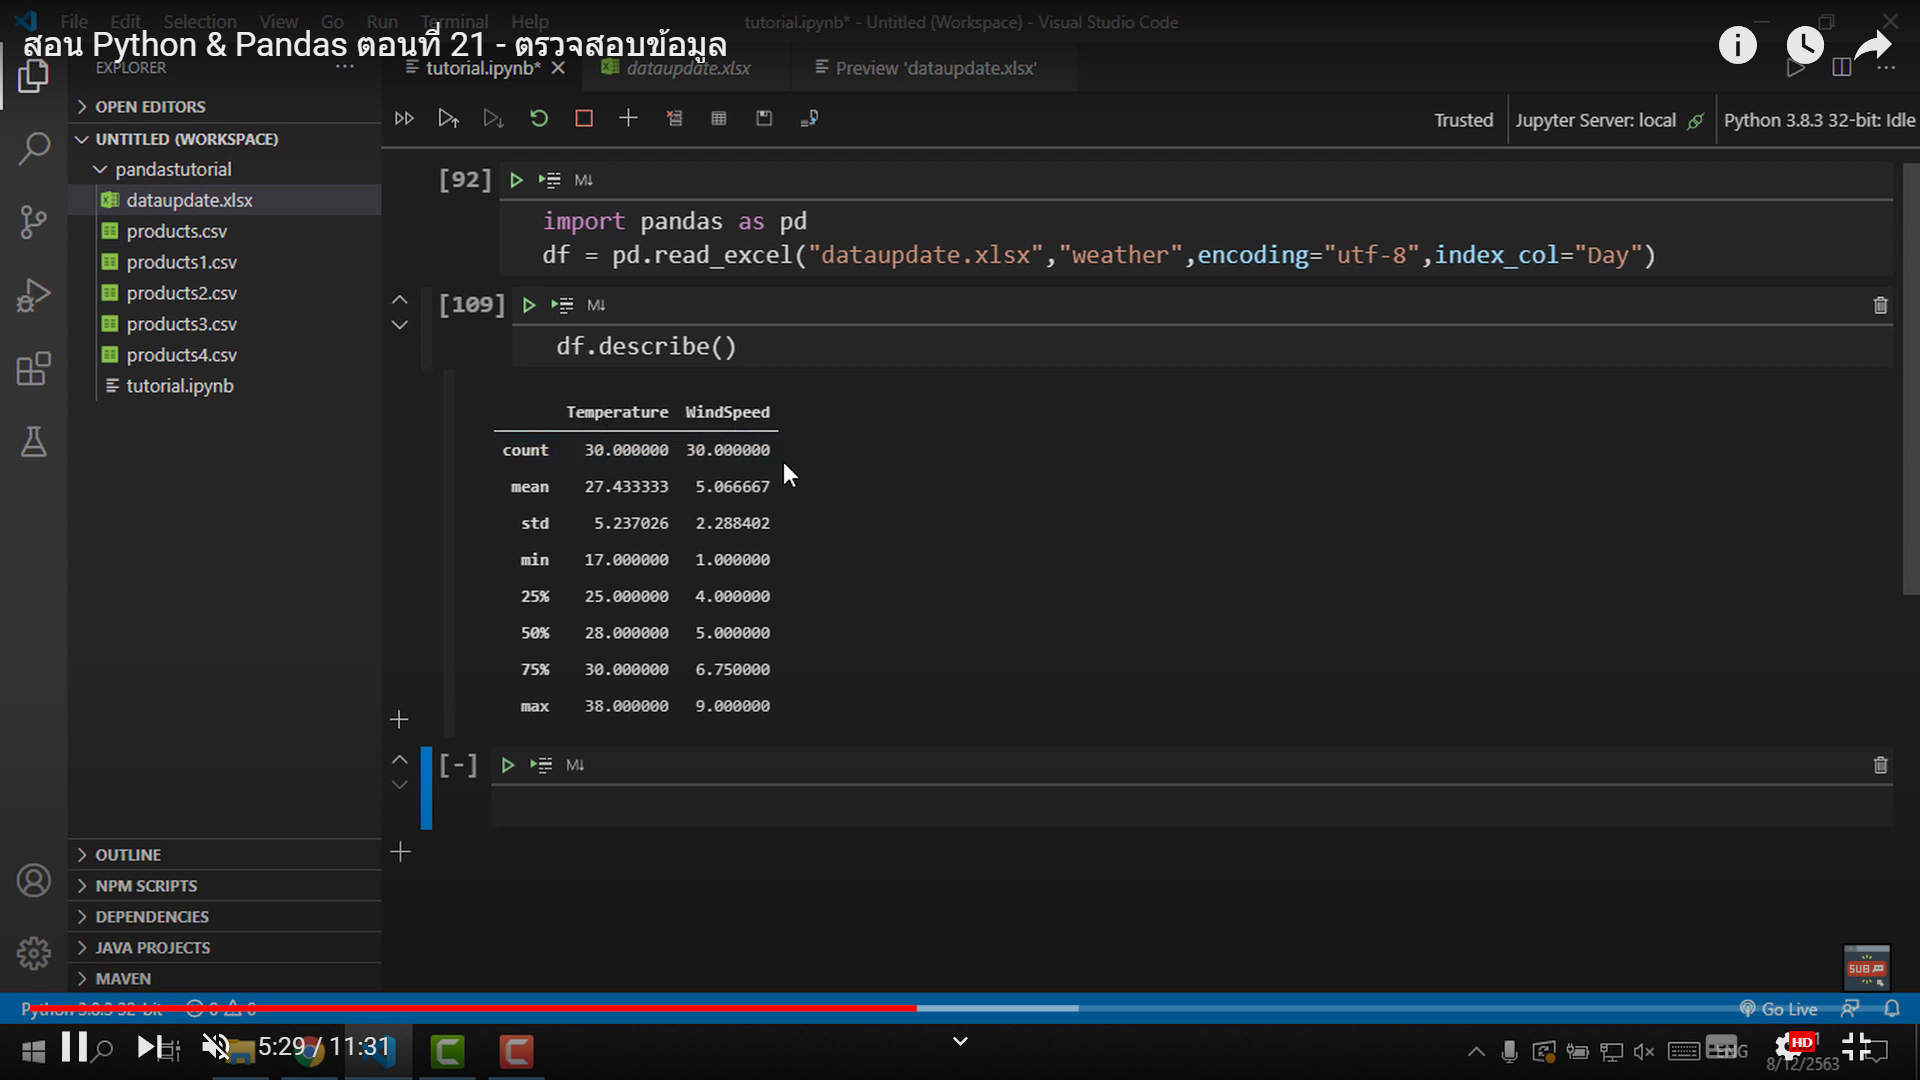 File Edit Selection View Go Run Terminal Help
tutorial.ipynb* - Untitled (Workspace) - Visual Studio Code
สอน Python & Pandas ตอนที่ 21 - ตรวจสอบข้อมูล
EXPLORER
tutorial.ipynb*
dataupdate.xlsx
Preview 'dataupdate.xlsx'
OPEN EDITORS
UNTITLED (WORKSPACE)
pandastutorial
dataupdate.xlsx
products.csv
products1.csv
products2.csv
products3.csv
products4.csv
tutorial.ipynb
Trusted
Jupyter Server: local
Python 3.8.3 32-bit: Idle
[92] M↓
import pandas as pd
df = pd.read_excel("dataupdate.xlsx","weather",encoding="utf-8",index_col="Day")
[109] M↓
df.describe()
Temperature WindSpeed
count 30.000000 30.000000
mean 27.433333 5.066667
std 5.237026 2.288402
min 17.000000 1.000000
25% 25.000000 4.000000
50% 28.000000 5.000000
75% 30.000000 6.750000
max 38.000000 9.000000
[-] M↓
OUTLINE
NPM SCRIPTS
DEPENDENCIES
JAVA PROJECTS
MAVEN
SUB
Python 3.8.3 32-bit 0 0
Go Live
5:29 / 11:31
ENG
HD
8/12/2563